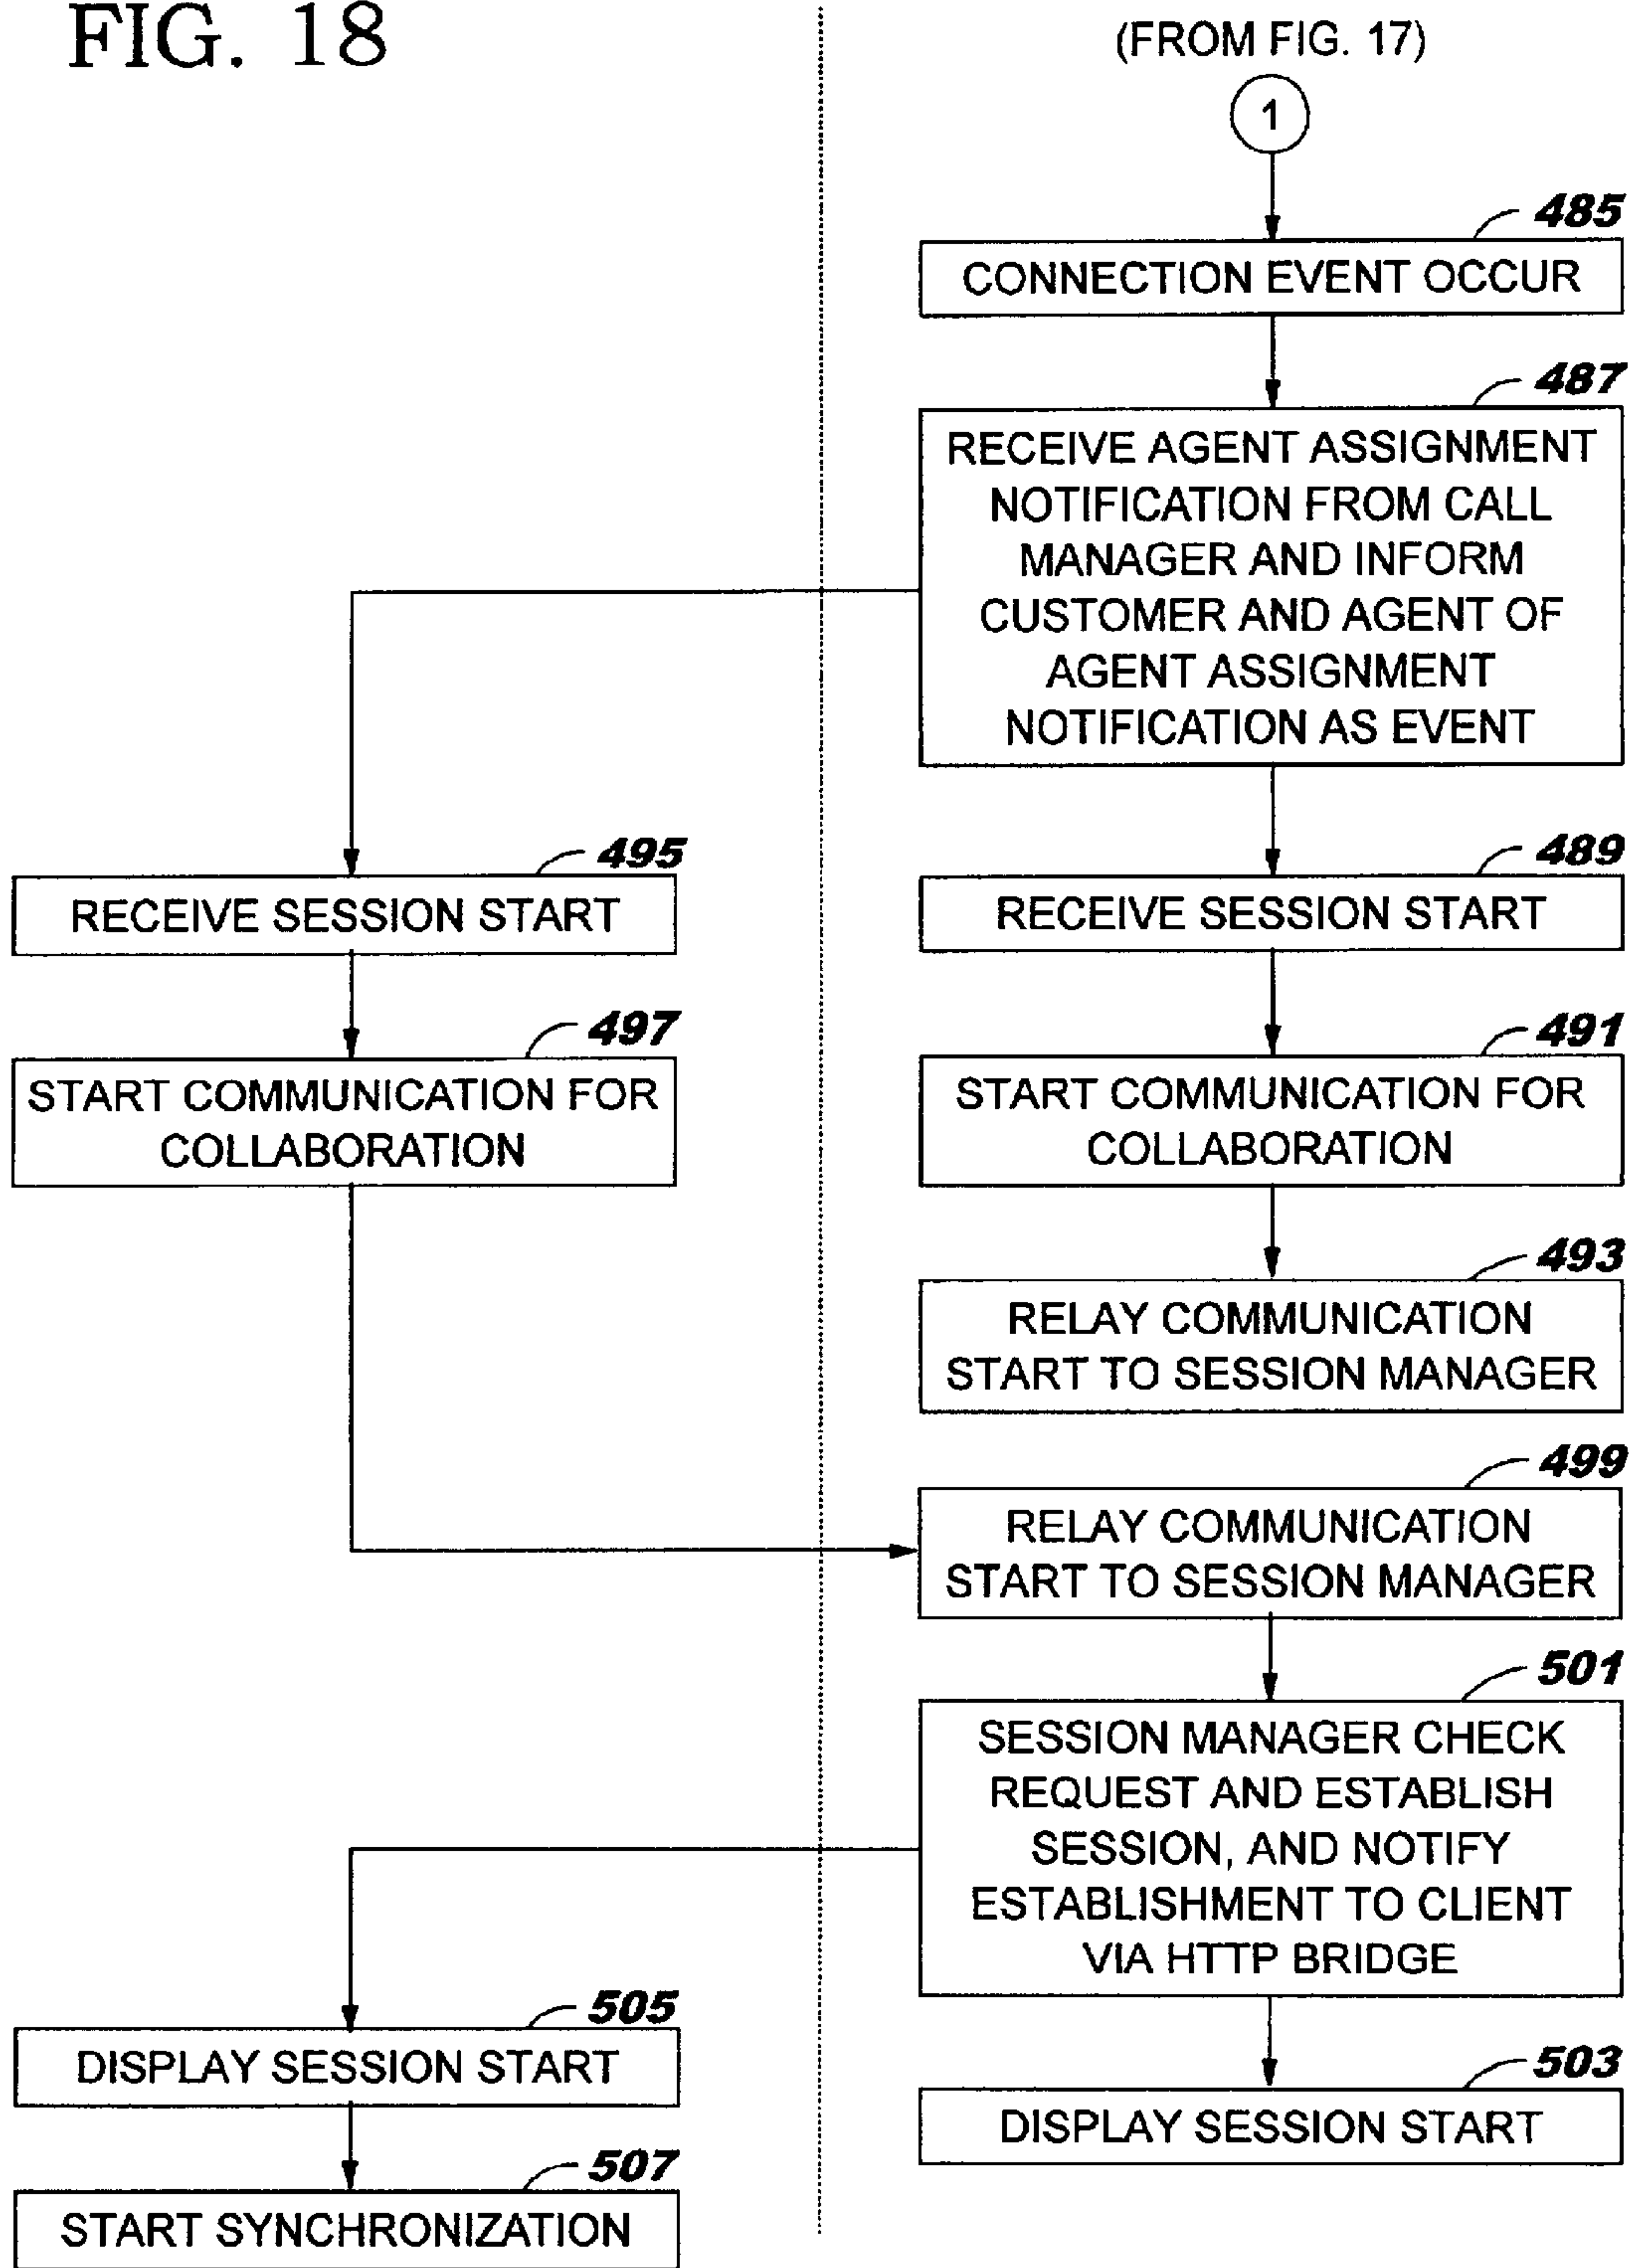 FIG. 18
(FROM FIG. 17)
1
485
CONNECTION EVENT OCCUR
487
RECEIVE AGENT ASSIGNMENT
NOTIFICATION FROM CALL
MANAGER AND INFORM
CUSTOMER AND AGENT OF
AGENT ASSIGNMENT
NOTIFICATION AS EVENT
495
RECEIVE SESSION START
489
RECEIVE SESSION START
497
START COMMUNICATION FOR
COLLABORATION
491
START COMMUNICATION FOR
COLLABORATION
493
RELAY COMMUNICATION
START TO SESSION MANAGER
499
RELAY COMMUNICATION
START TO SESSION MANAGER
501
SESSION MANAGER CHECK
REQUEST AND ESTABLISH
SESSION, AND NOTIFY
ESTABLISHMENT TO CLIENT
VIA HTTP BRIDGE
505
DISPLAY SESSION START
503
DISPLAY SESSION START
507
START SYNCHRONIZATION